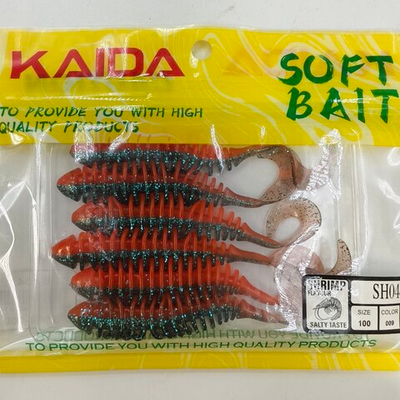 KAIDA
SOFT
BAIT
TO PROVIDE YOU WITH HIGH
QUALITY PRODUCTS
SHRIMP
FLAVOUR
SALTY TASTE
SH04
SIZE
100
COLOR
009
TO PROVIDE YOU WITH HIGH QUALITY PRODUCTS